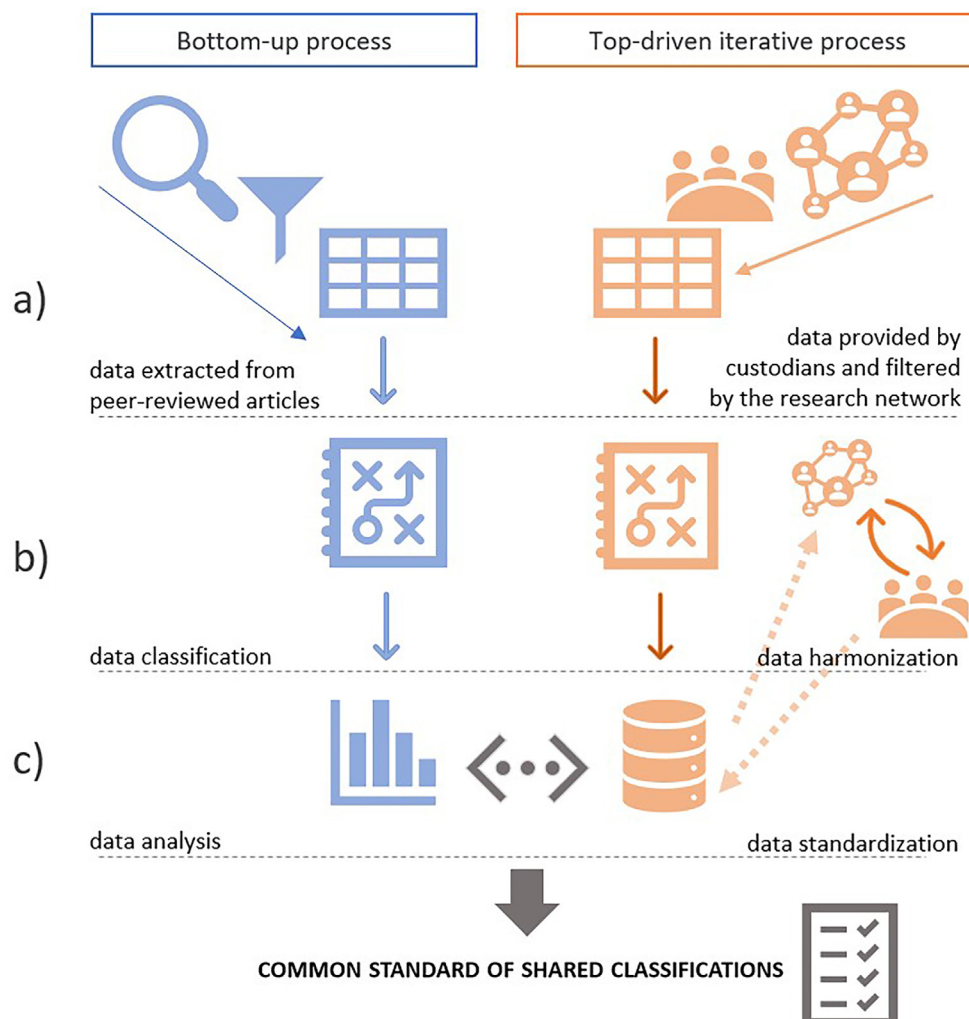 Bottom-up process
Top-driven iterative process
a)
data extracted from
peer-reviewed articles
data provided by
custodians and filtered
by the research network
b)
data classification
data harmonization
c)
data analysis
data standardization
COMMON STANDARD OF SHARED CLASSIFICATIONS